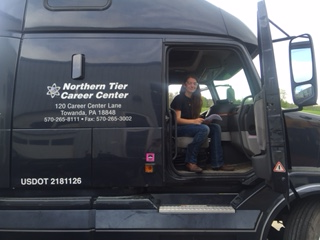 Northern Tier
Career Center
120 Career Center Lane
Towanda, PA 18848
570-265-8111 • Fax: 570-265-3002
USDOT 2181126